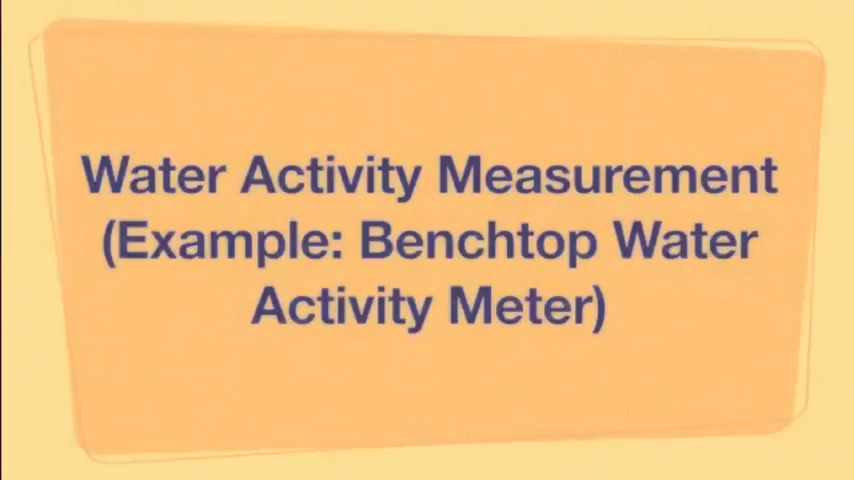 Water Activity Measurement
(Example: Benchtop Water
Activity Meter)